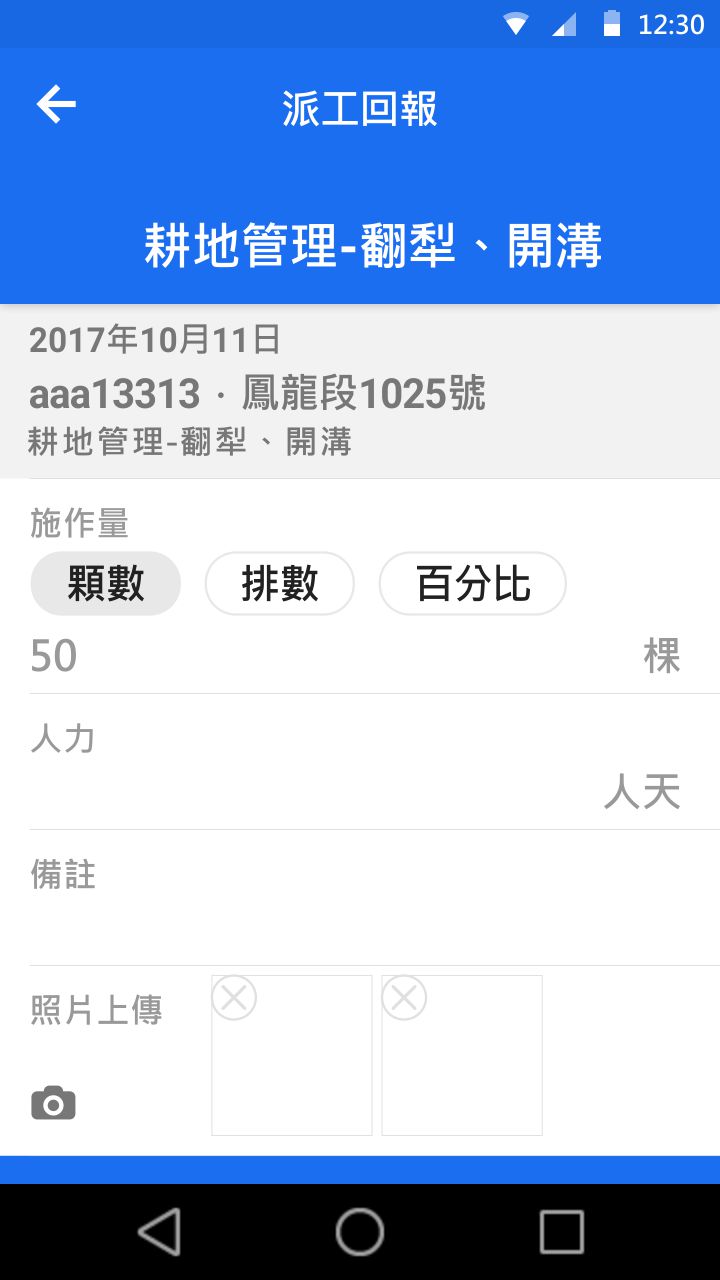 12:30
派工回報
耕地管理-翻犁、開溝
2017年10月11日
aaa13313 · 鳳龍段1025號
耕地管理-翻犁、開溝
施作量
顆數 排數 百分比
50 棵
人力
人天
備註
照片上傳